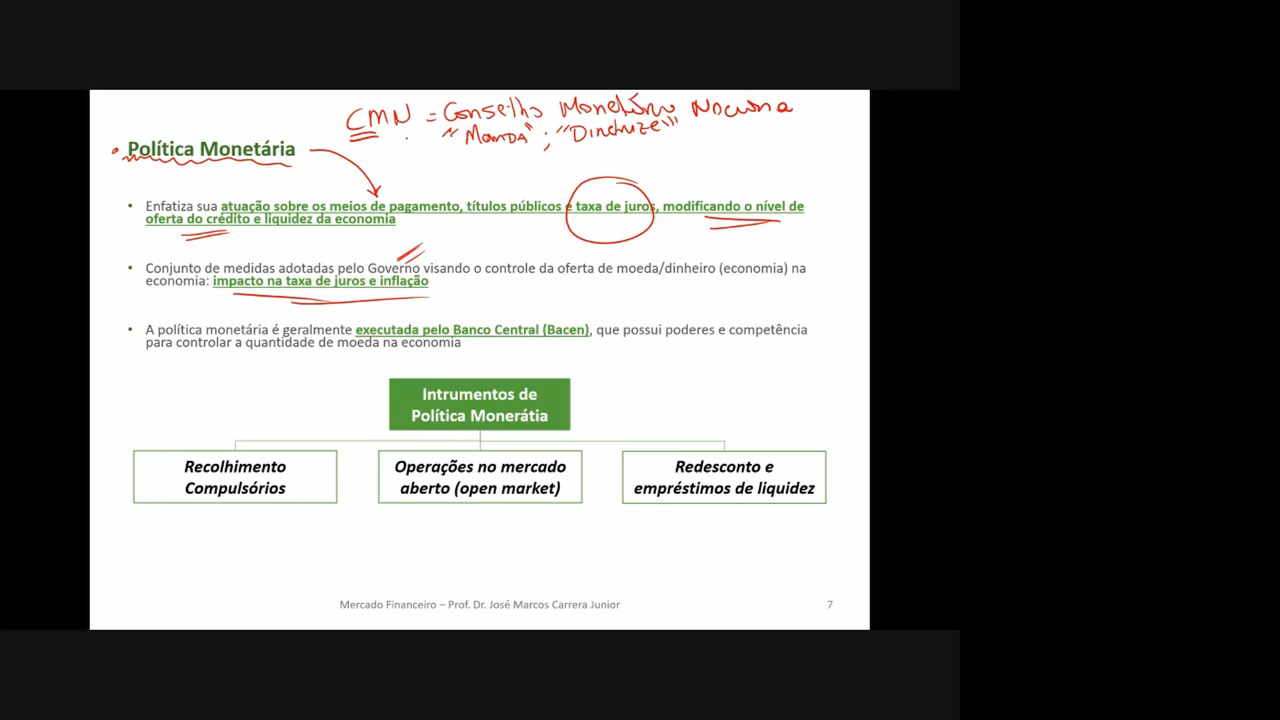 CMN = Conselho Monetário Naciona
"Manda" ; "Diretrizes"
Política Monetária
• Enfatiza sua atuação sobre os meios de pagamento, títulos públicos e taxa de juros, modificando o nível de
oferta do crédito e liquidez da economia
• Conjunto de medidas adotadas pelo Governo visando o controle da oferta de moeda/dinheiro (economia) na
economia: impacto na taxa de juros e inflação
• A política monetária é geralmente executada pelo Banco Central (Bacen), que possui poderes e competência
para controlar a quantidade de moeda na economia
Intrumentos de
Política Monerátia
Recolhimento
Compulsórios
Operações no mercado
aberto (open market)
Redesconto e
empréstimos de liquidez
Mercado Financeiro – Prof. Dr. José Marcos Carrera Junior
7